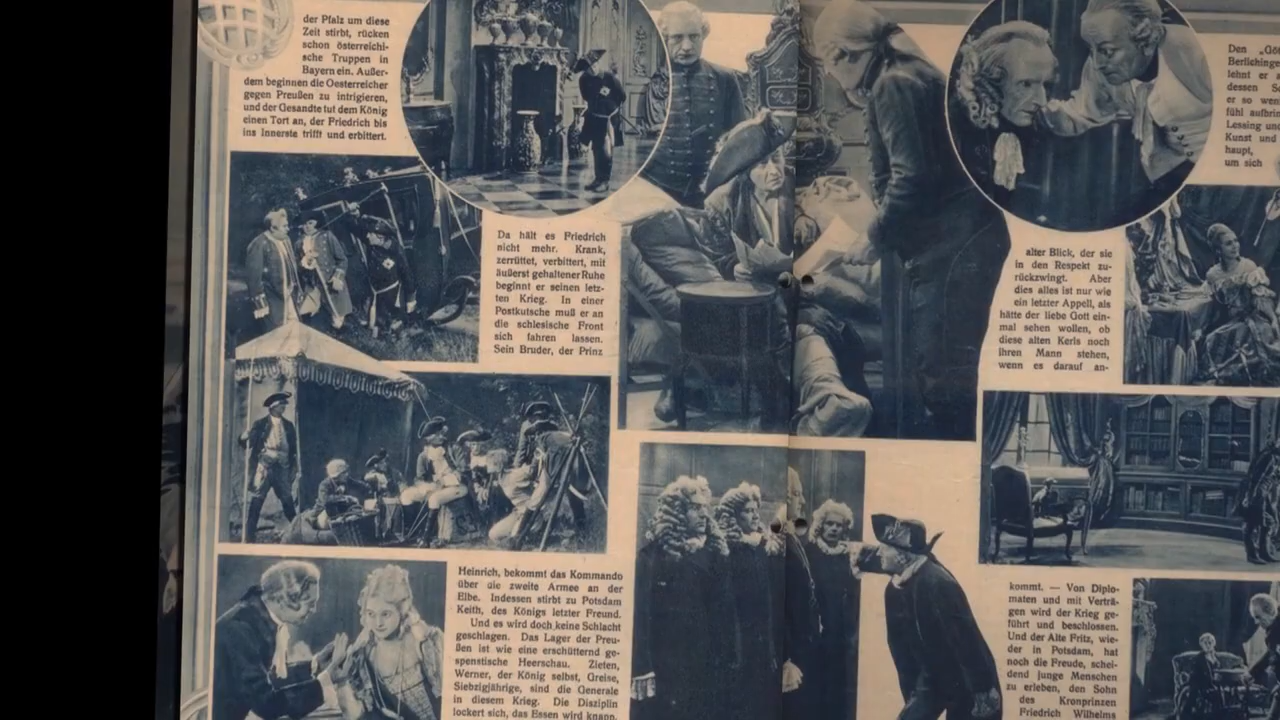 der Pfalz um diese
Zeit stirbt, rücken
schon österreichi-
sche Truppen in
Bayern ein. Außer-
dem beginnen die Oesterreicher
gegen Preußen zu intrigieren,
und der Gesandte tut dem König
einen Tort an, der Friedrich bis
ins Innerste trifft und erbittert.
Da hält es Friedrich
nicht mehr. Krank,
zerrüttet, verbittert, mit
äußerst gehaltener Ruhe
beginnt er seinen letz-
ten Krieg. In einer
Postkutsche muß er an
die schlesische Front
sich fahren lassen.
Sein Bruder, der Prinz
Heinrich, bekommt das Kommando
über die zweite Armee an der
Elbe. Indessen stirbt zu Potsdam
Keith, des Königs letzter Freund.
Und es wird doch keine Schlacht
geschlagen. Das Lager der Preu-
ßen ist wie eine erschütternd ge-
spenstische Heerschau. Zieten,
Werner, der König selbst, Greise,
Siebzigjährige, sind die Generale
in diesem Krieg. Die Disziplin
lockert sich, das Essen wird knapp,
alter Blick, der sie
in den Respekt zu-
rückzwingt. Aber
dies alles ist nur wie
ein letzter Appell, als
hätte der liebe Gott ein-
mal sehen wollen, ob
diese alten Kerls noch
ihren Mann stehen,
wenn es darauf an-
kommt. — Von Diplo-
maten und mit Verträ-
gen wird der Krieg ge-
führt und beschlossen.
Und der Alte Fritz, wie-
der in Potsdam, hat
noch die Freude, schei-
dend junge Menschen
zu erleben, den Sohn
des Kronprinzen
Friedrich Wilhelms
Den „Gö
Berlichinge
lehnt er a
dessen Se
er so wen
fühl aufbrin
Lessing un
Kunst und
haupt,
um sich